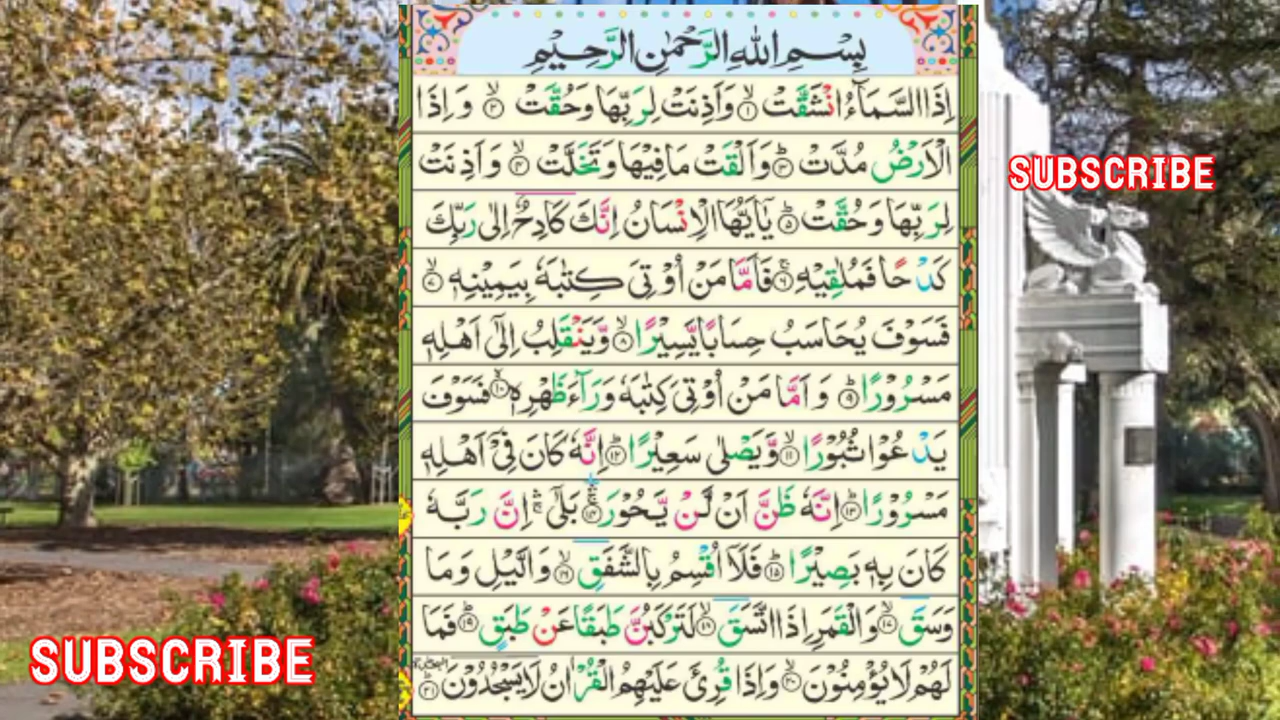 بِسْمِ اللهِ الرَّحْمٰنِ الرَّحِيْمِ
اِذَا السَّمَآءُ انْشَقَّتْ ۙ﴿۱﴾ وَاَذِنَتْ لِرَبِّهَا وَحُقَّتْ ۙ﴿۲﴾ وَاِذَا
الْاَرْضُ مُدَّتْ ؕ﴿۳﴾ وَاَلْقَتْ مَا فِيْهَا وَتَخَلَّتْ ۙ﴿۴﴾ وَاَذِنَتْ
لِرَبِّهَا وَحُقَّتْ ؕ﴿۵﴾ يٰۤاَيُّهَا الْاِنْسَانُ اِنَّكَ كَادِحٌ اِلٰى رَبِّكَ
كَدْحًا فَمُلٰقِيْهِ ۚ﴿۶﴾ فَاَمَّا مَنْ اُوْتِىَ كِتٰبَهٗ بِيَمِيْنِهٖ ۙ﴿۷﴾
فَسَوْفَ يُحَاسَبُ حِسَابًا يَّسِيْرًا ۙ﴿۸﴾ وَّيَنْقَلِبُ اِلٰٓى اَهْلِهٖ
مَسْرُوْرًا ؕ﴿۹﴾ وَاَمَّا مَنْ اُوْتِىَ كِتٰبَهٗ وَرَآءَ ظَهْرِهٖ ۙ﴿۱۰﴾ فَسَوْفَ
يَدْعُوْا ثُبُوْرًا ۙ﴿۱۱﴾ وَّيَصْلٰى سَعِيْرًا ؕ﴿۱۲﴾ اِنَّهٗ كَانَ فِىْۤ اَهْلِهٖ
مَسْرُوْرًا ؕ﴿۱۳﴾ اِنَّهٗ ظَنَّ اَنْ لَّنْ يَّحُوْرَ ۚ﴿۱۴﴾ بَلٰٓى ۚ اِنَّ رَبَّهٗ
كَانَ بِهٖ بَصِيْرًا ؕ﴿۱۵﴾ فَلَاۤ اُقْسِمُ بِالشَّفَقِ ۙ﴿۱۶﴾ وَالَّيْلِ وَمَا
وَسَقَ ۙ﴿۱۷﴾ وَالْقَمَرِ اِذَا اتَّسَقَ ۙ﴿۱۸﴾ لَتَرْكَبُنَّ طَبَقًا عَنْ طَبَقٍ ؕ﴿۱۹﴾ فَمَا
لَهُمْ لَا يُؤْمِنُوْنَ ۙ﴿۲۰﴾ وَاِذَا قُرِئَ عَلَيْهِمُ الْقُرْاٰنُ لَا يَسْجُدُوْنَ ؕ﴿۲۱﴾
SUBSCRIBE
SUBSCRIBE